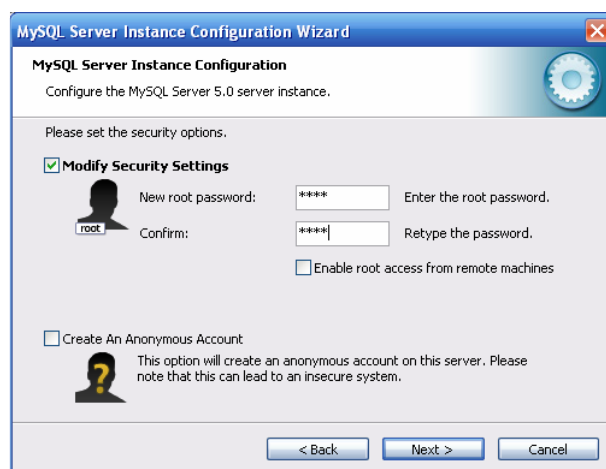 MySQL Server Instance Configuration Wizard
MySQL Server Instance Configuration
Configure the MySQL Server 5.0 server instance.
Please set the security options.
Modify Security Settings
root
New root password: **** Enter the root password.
Confirm: **** Retype the password.
Enable root access from remote machines
Create An Anonymous Account
?
This option will create an anonymous account on this server. Please
note that this can lead to an insecure system.
< Back Next > Cancel